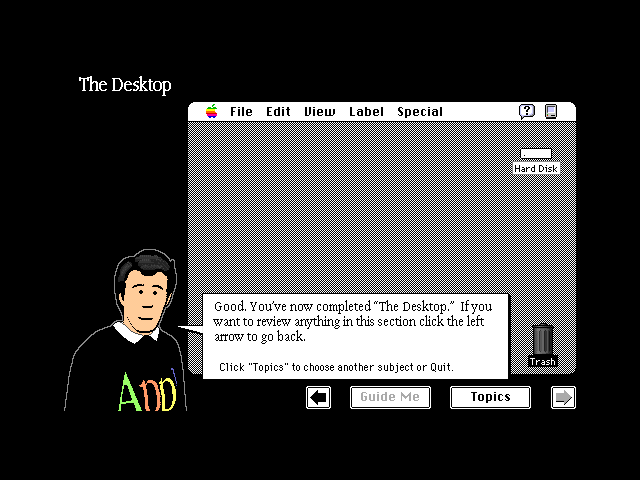 The Desktop
File Edit View Label Special
Hard Disk
Good. You've now completed "The Desktop." If you
want to review anything in this section click the left
arrow to go back.
Click "Topics" to choose another subject or Quit.
Trash
Guide Me
Topics